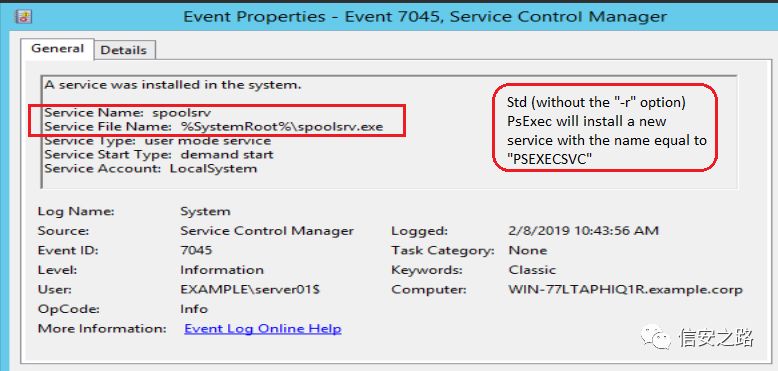 Event Properties - Event 7045, Service Control Manager
General
Details
A service was installed in the system.
Service Name: spoolsrv
Service File Name: %SystemRoot%\spoolsrv.exe
Service Type: user mode service
Service Start Type: demand start
Service Account: LocalSystem
Std (without the "-r" option)
PsExec will install a new
service with the name equal to
"PSEXECSVC"
Log Name: System
Source: Service Control Manager Logged: 2/8/2019 10:43:56 AM
Event ID: 7045 Task Category: None
Level: Information Keywords: Classic
User: EXAMPLE\server01$ Computer: WIN-77LTAPHIQ1R.example.corp
OpCode: Info
More Information: Event Log Online Help
信安之路